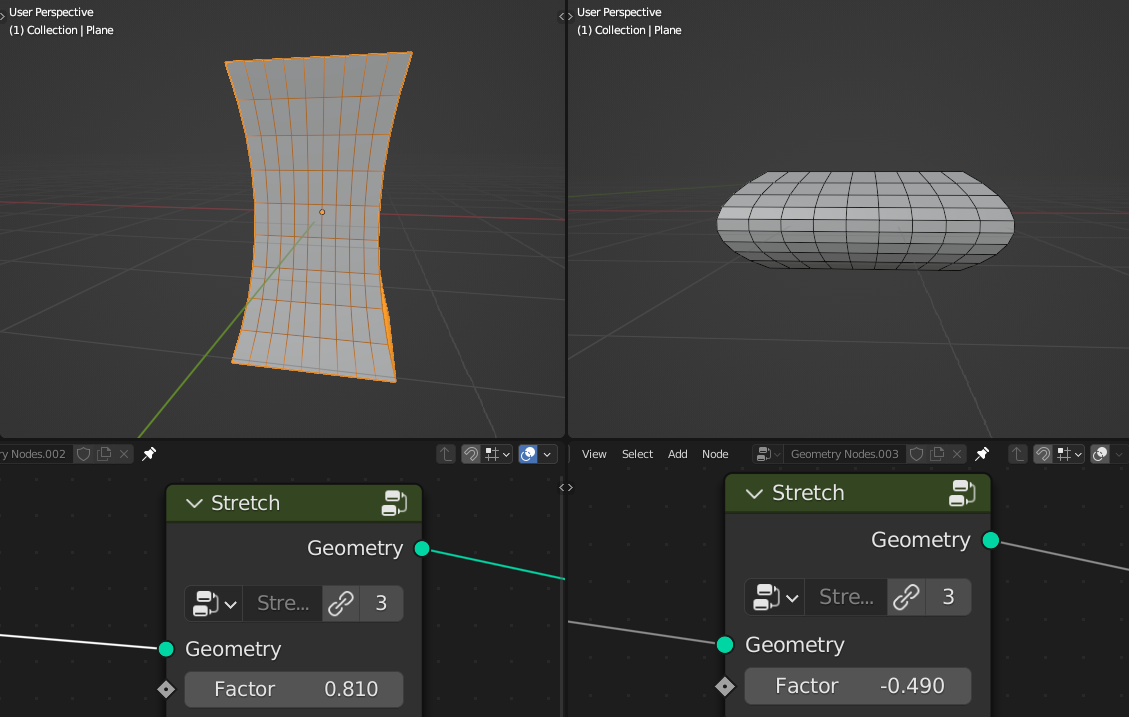 User Perspective
(1) Collection | Plane
User Perspective
(1) Collection | Plane
ry Nodes.002
View Select Add Node Geometry Nodes.003
Stretch
Geometry
Stre... 3
Geometry
Factor 0.810
Stretch
Geometry
Stre... 3
Geometry
Factor -0.490